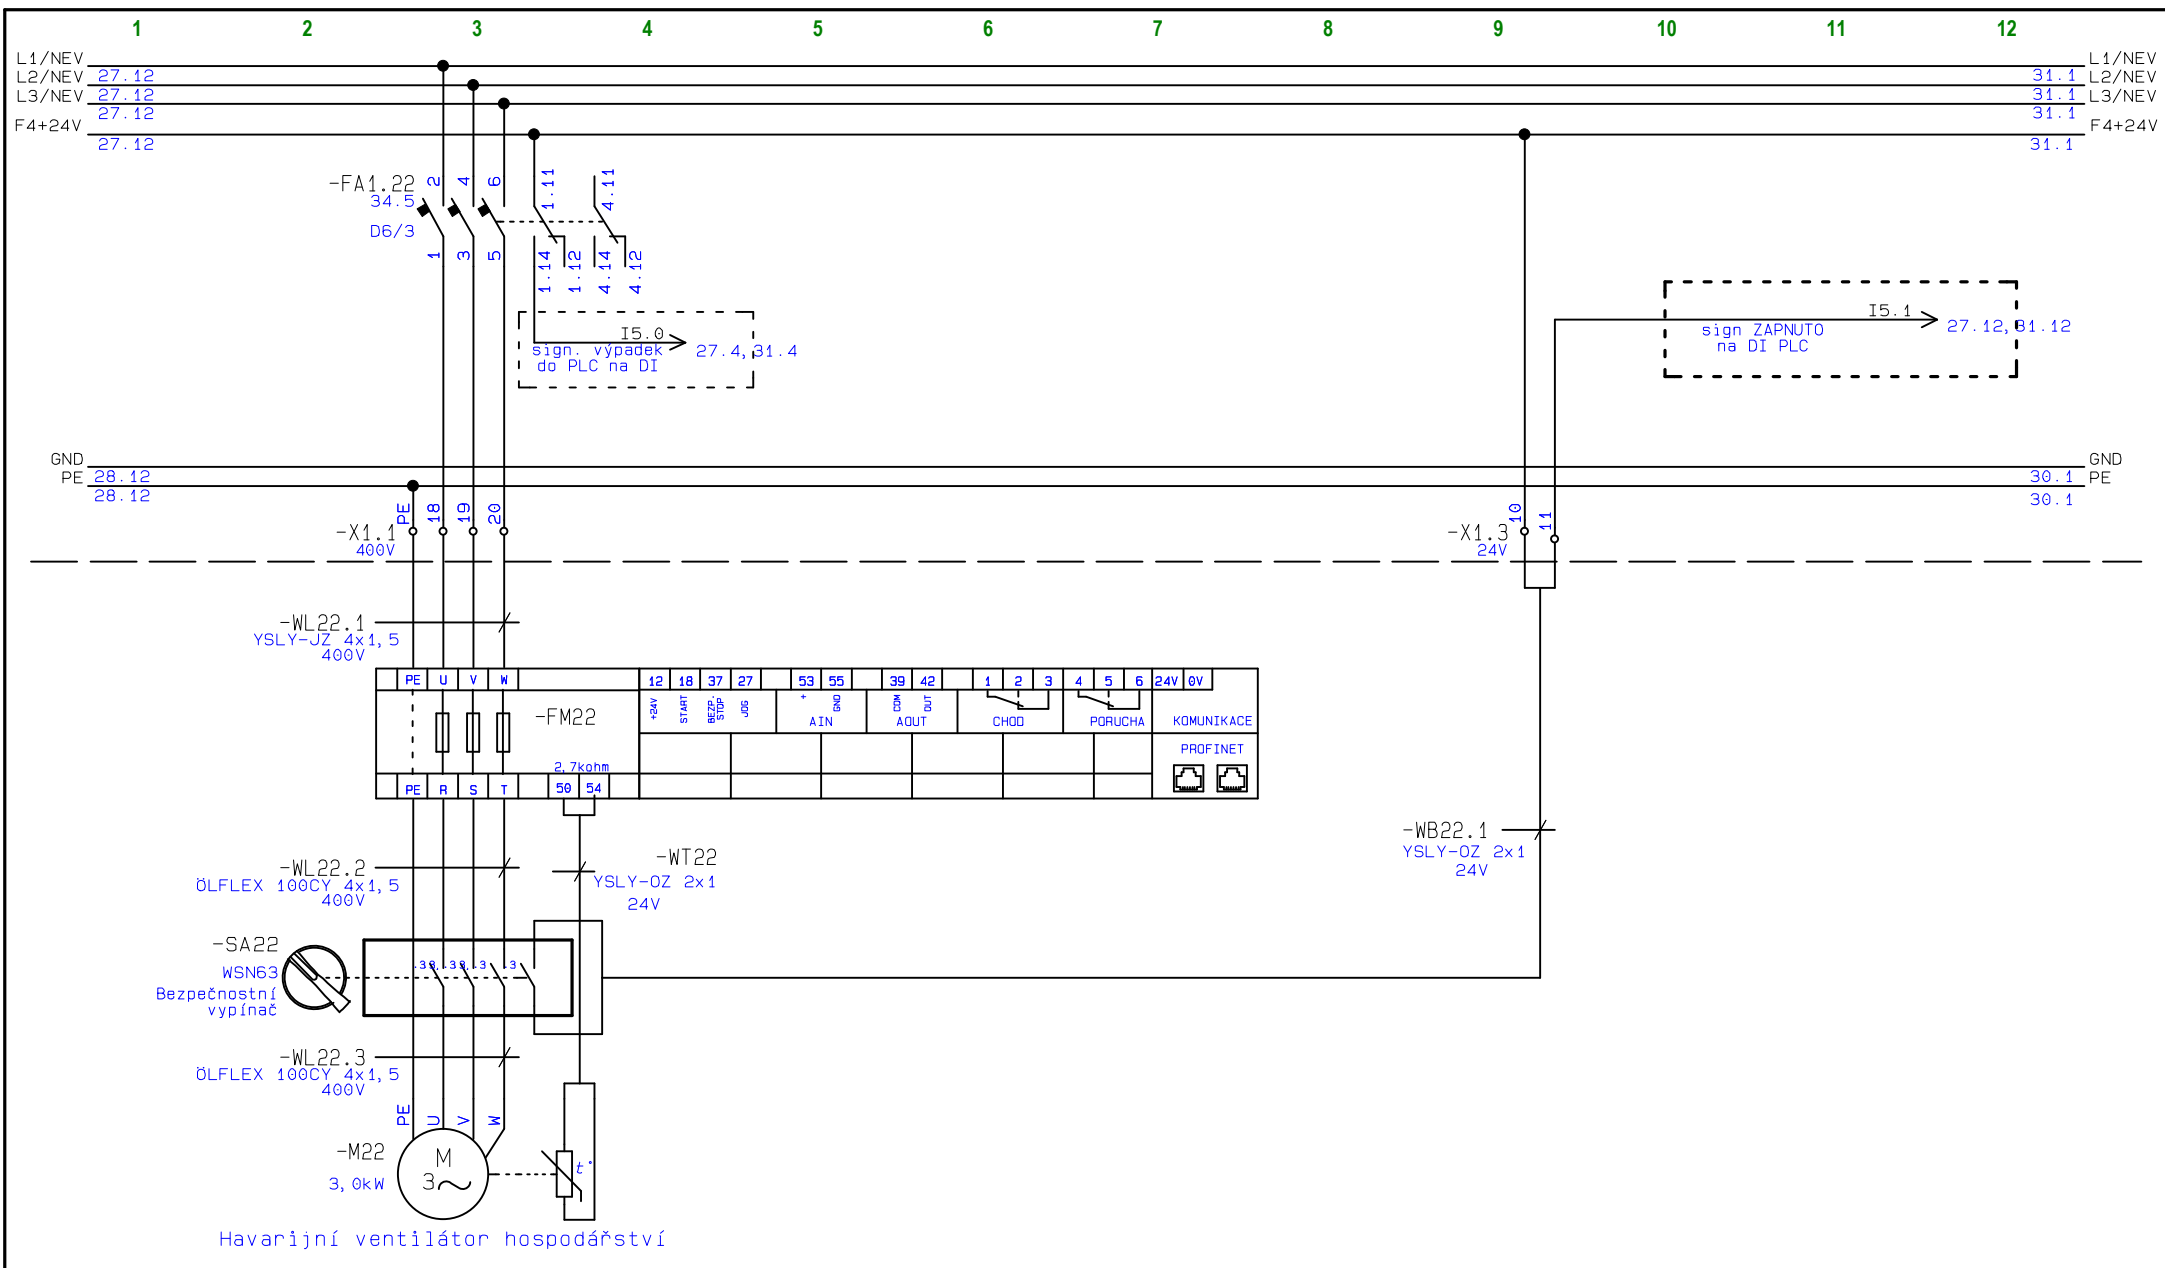 1 2 3 4 5 6 7 8 9 10 11 12
L1/NEV L1/NEV
L2/NEV 27.12 31.1 L2/NEV
L3/NEV 27.12 31.1 L3/NEV
27.12 31.1
F4+24V F4+24V
27.12 31.1
-FA1.22
34.5
D6/3
2 4 6 1.11 4.11
1 3 5 1.14 1.12 4.14 4.12
I5.0
sign. výpadek
do PLC na DI
27.4,31.4
I5.1
sign ZAPNUTO
na DI PLC
27.12,31.12
GND GND
PE 28.12 30.1 PE
28.12 30.1
-X1.1
400V
PE 18 19 20
-X1.3
24V
10 11
-WL22.1
YSLY-JZ 4x1,5
400V
PE U V W 12 18 37 27 53 55 39 42 1 2 3 4 5 6 24V 0V
+24V START BEZP. STOP JOG + GND COM OUT
-FM22
AIN AOUT CHOD PORUCHA KOMUNIKACE
PROFINET
2,7kohm
PE R S T 50 54
-WL22.2
ÖLFLEX 100CY 4x1,5
400V
-WT22
YSLY-OZ 2x1
24V
-WB22.1
YSLY-OZ 2x1
24V
-SA22
WSN63
Bezpečnostní
vypínač
-WL22.3
ÖLFLEX 100CY 4x1,5
400V
PE U V W
-M22
3,0kW
M
3
t°
Havarijní ventilátor hospodářství